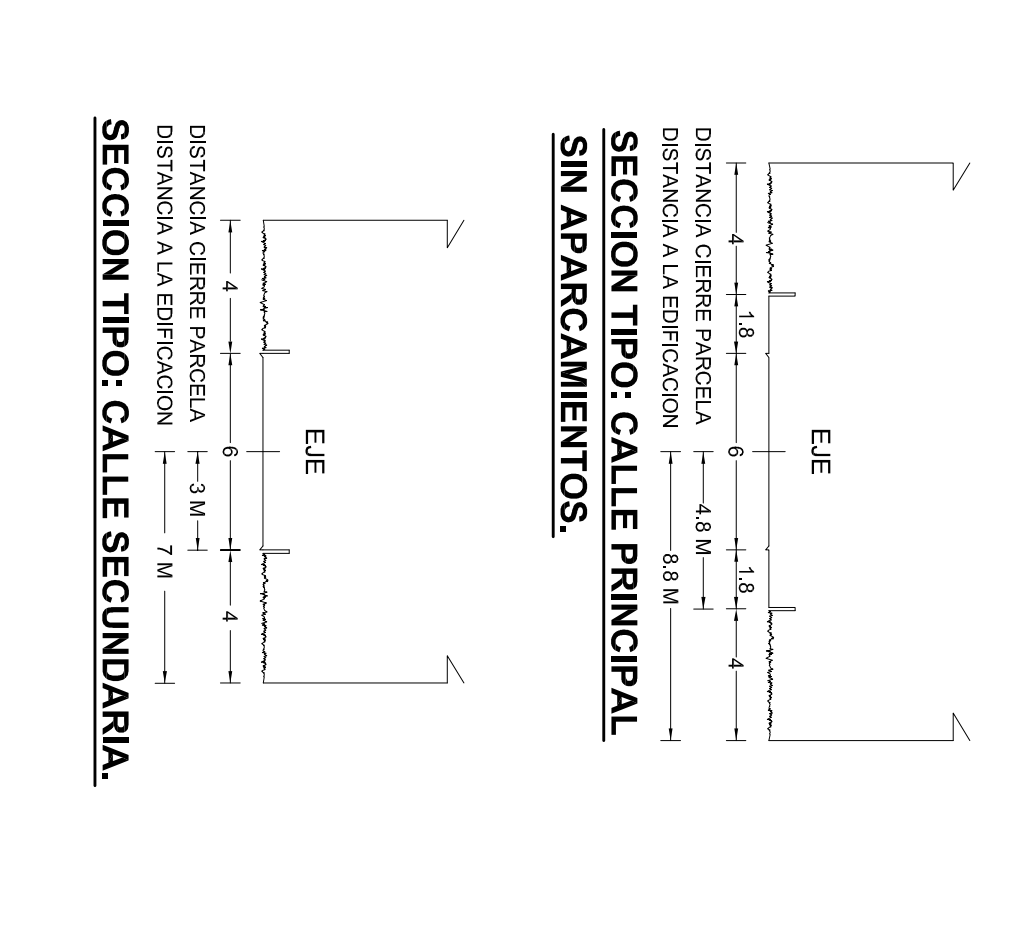 EJE
4 1.8 6 1.8 4
DISTANCIA CIERRE PARCELA 4.8 M
DISTANCIA A LA EDIFICACION 8.8 M
SECCION TIPO: CALLE PRINCIPAL
SIN APARCAMIENTOS.
EJE
4 6 4
DISTANCIA CIERRE PARCELA 3 M
DISTANCIA A LA EDIFICACION 7 M
SECCION TIPO: CALLE SECUNDARIA.